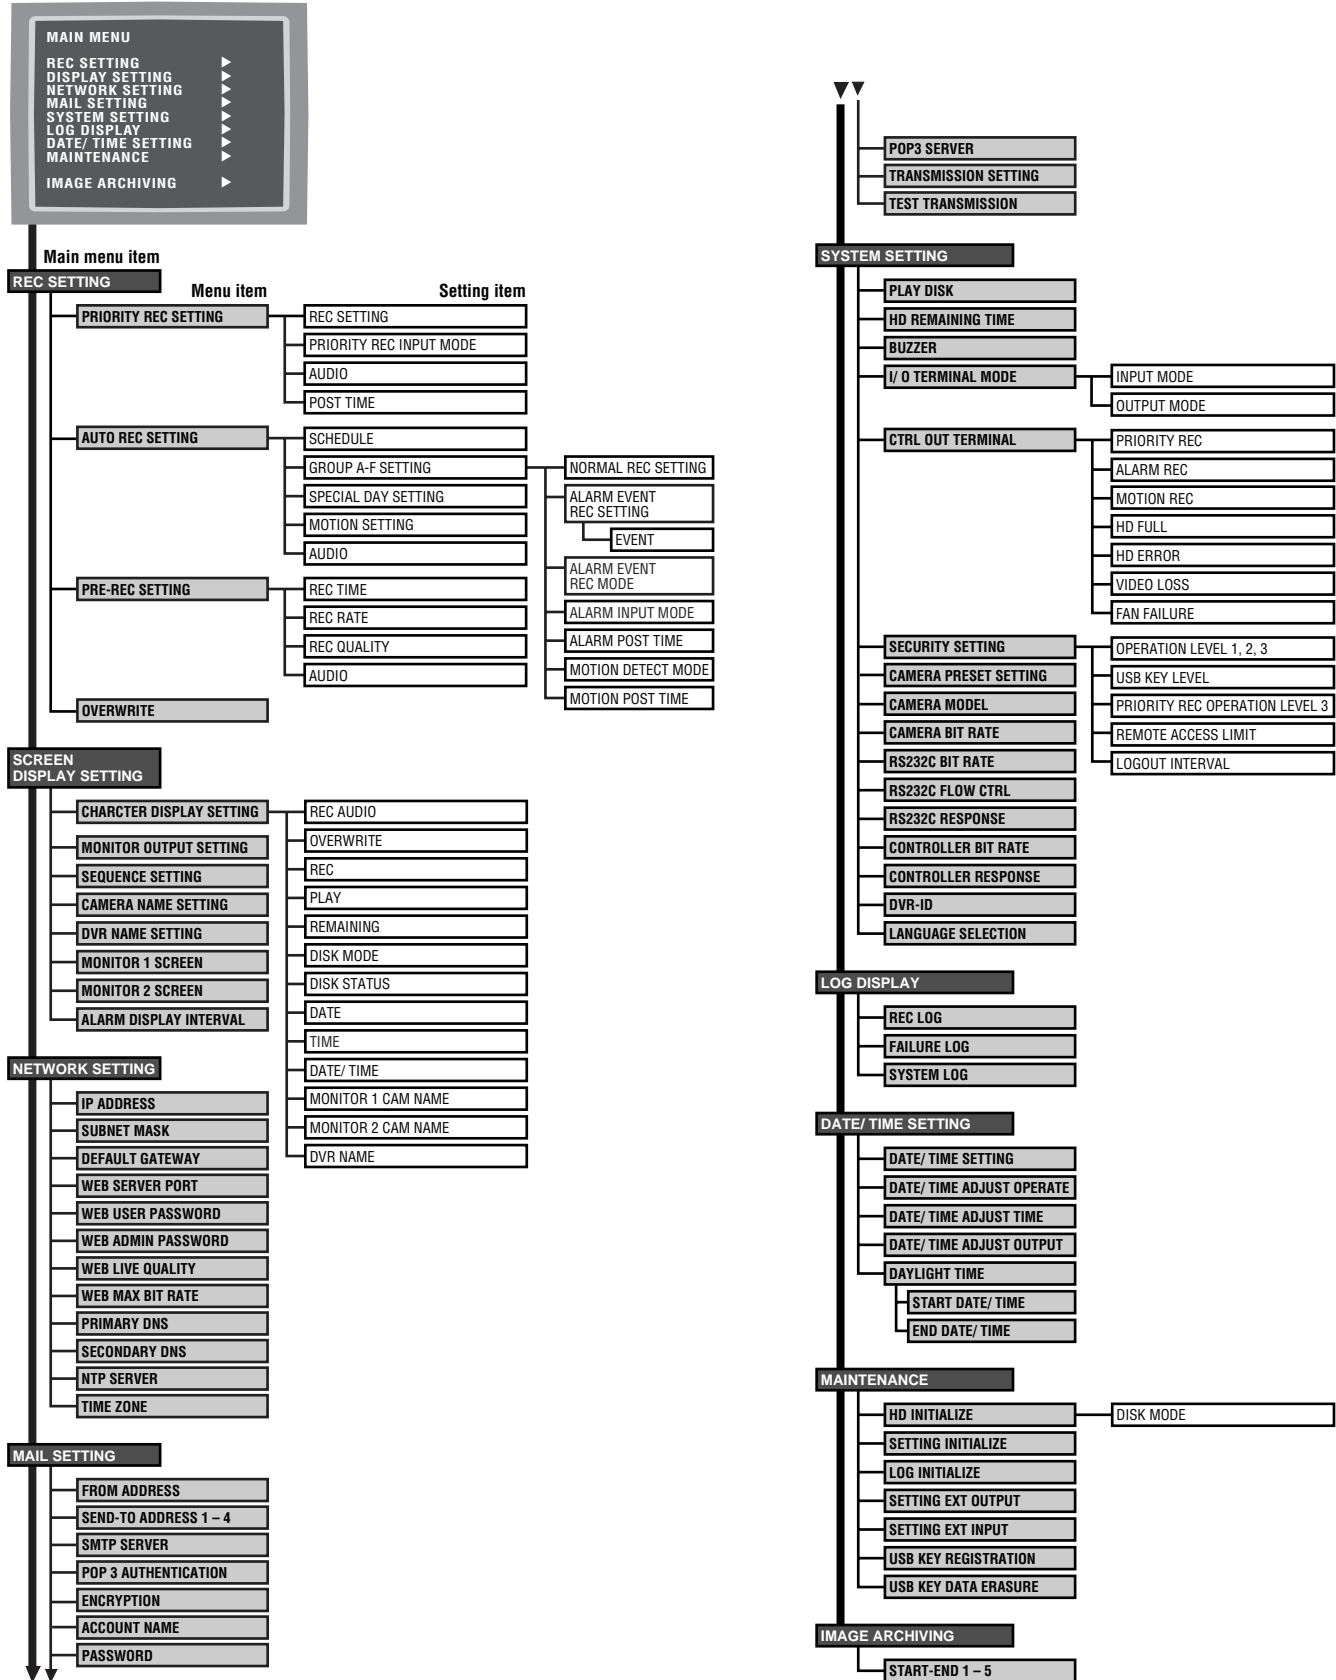 MAIN MENU
REC SETTING
DISPLAY SETTING
NETWORK SETTING
MAIL SETTING
SYSTEM SETTING
LOG DISPLAY
DATE/ TIME SETTING
MAINTENANCE
IMAGE ARCHIVING
Main menu item
REC SETTING
Menu item
Setting item
PRIORITY REC SETTING
REC SETTING
PRIORITY REC INPUT MODE
AUDIO
POST TIME
AUTO REC SETTING
SCHEDULE
GROUP A-F SETTING
SPECIAL DAY SETTING
MOTION SETTING
AUDIO
NORMAL REC SETTING
ALARM EVENT
REC SETTING
EVENT
ALARM EVENT
REC MODE
ALARM INPUT MODE
ALARM POST TIME
MOTION DETECT MODE
MOTION POST TIME
PRE-REC SETTING
REC TIME
REC RATE
REC QUALITY
AUDIO
OVERWRITE
SCREEN
DISPLAY SETTING
CHARCTER DISPLAY SETTING
MONITOR OUTPUT SETTING
SEQUENCE SETTING
CAMERA NAME SETTING
DVR NAME SETTING
MONITOR 1 SCREEN
MONITOR 2 SCREEN
ALARM DISPLAY INTERVAL
REC AUDIO
OVERWRITE
REC
PLAY
REMAINING
DISK MODE
DISK STATUS
DATE
TIME
DATE/ TIME
MONITOR 1 CAM NAME
MONITOR 2 CAM NAME
DVR NAME
NETWORK SETTING
IP ADDRESS
SUBNET MASK
DEFAULT GATEWAY
WEB SERVER PORT
WEB USER PASSWORD
WEB ADMIN PASSWORD
WEB LIVE QUALITY
WEB MAX BIT RATE
PRIMARY DNS
SECONDARY DNS
NTP SERVER
TIME ZONE
MAIL SETTING
FROM ADDRESS
SEND-TO ADDRESS 1 – 4
SMTP SERVER
POP 3 AUTHENTICATION
ENCRYPTION
ACCOUNT NAME
PASSWORD
POP3 SERVER
TRANSMISSION SETTING
TEST TRANSMISSION
SYSTEM SETTING
PLAY DISK
HD REMAINING TIME
BUZZER
I/ O TERMINAL MODE
INPUT MODE
OUTPUT MODE
CTRL OUT TERMINAL
PRIORITY REC
ALARM REC
MOTION REC
HD FULL
HD ERROR
VIDEO LOSS
FAN FAILURE
SECURITY SETTING
OPERATION LEVEL 1, 2, 3
USB KEY LEVEL
PRIORITY REC OPERATION LEVEL 3
REMOTE ACCESS LIMIT
LOGOUT INTERVAL
CAMERA PRESET SETTING
CAMERA MODEL
CAMERA BIT RATE
RS232C BIT RATE
RS232C FLOW CTRL
RS232C RESPONSE
CONTROLLER BIT RATE
CONTROLLER RESPONSE
DVR-ID
LANGUAGE SELECTION
LOG DISPLAY
REC LOG
FAILURE LOG
SYSTEM LOG
DATE/ TIME SETTING
DATE/ TIME SETTING
DATE/ TIME ADJUST OPERATE
DATE/ TIME ADJUST TIME
DATE/ TIME ADJUST OUTPUT
DAYLIGHT TIME
START DATE/ TIME
END DATE/ TIME
MAINTENANCE
HD INITIALIZE
DISK MODE
SETTING INITIALIZE
LOG INITIALIZE
SETTING EXT OUTPUT
SETTING EXT INPUT
USB KEY REGISTRATION
USB KEY DATA ERASURE
IMAGE ARCHIVING
START-END 1 – 5